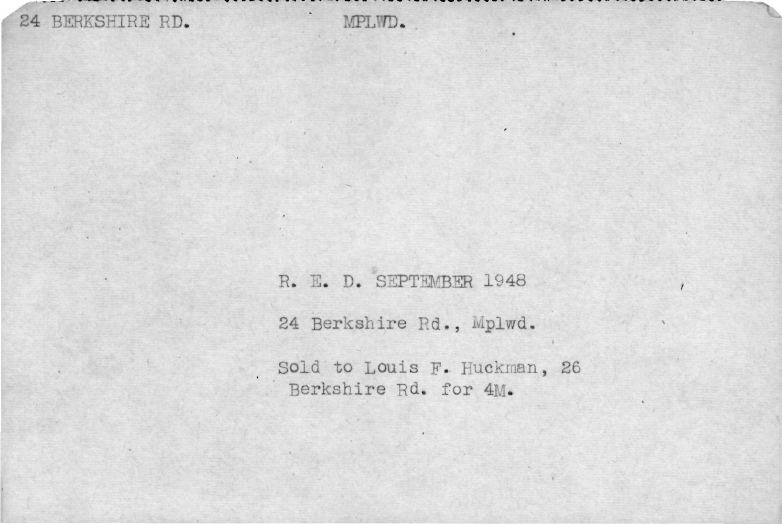 24 BERKSHIRE RD. MPLWD.
R. E. D. SEPTEMBER 1948
24 Berkshire Rd., Mplwd.
Sold to Louis F. Huckman, 26
Berkshire Rd. for 4M.